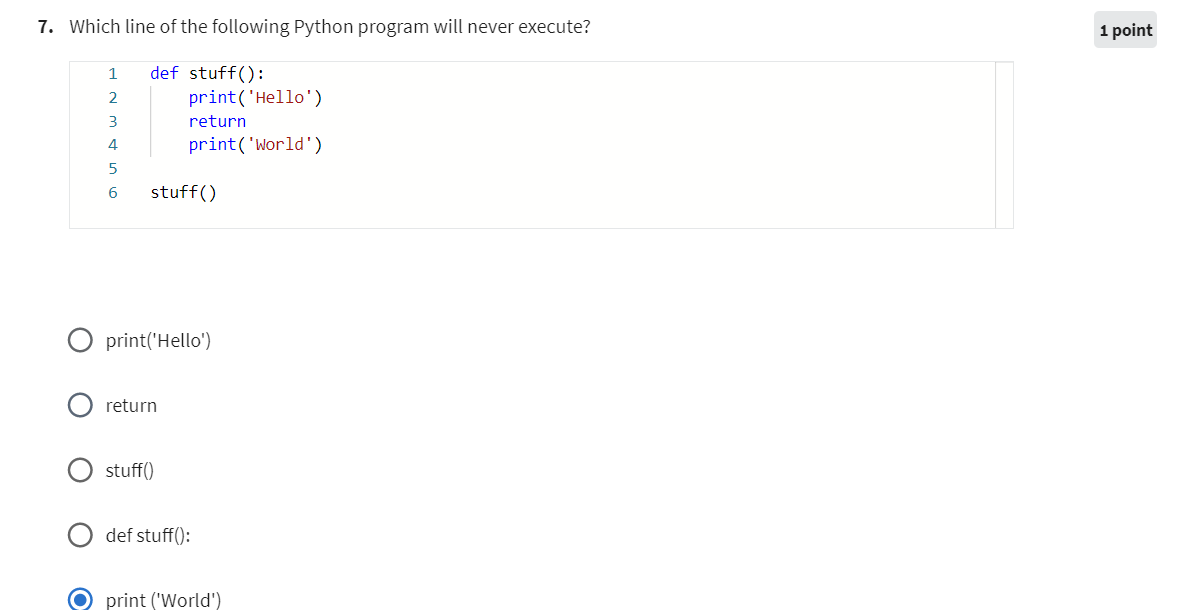 7. Which line of the following Python program will never execute?
1 point
1 def stuff():
2 print('Hello')
3 return
4 print('World')
5
6 stuff()
print('Hello')
return
stuff()
def stuff():
print ('World')